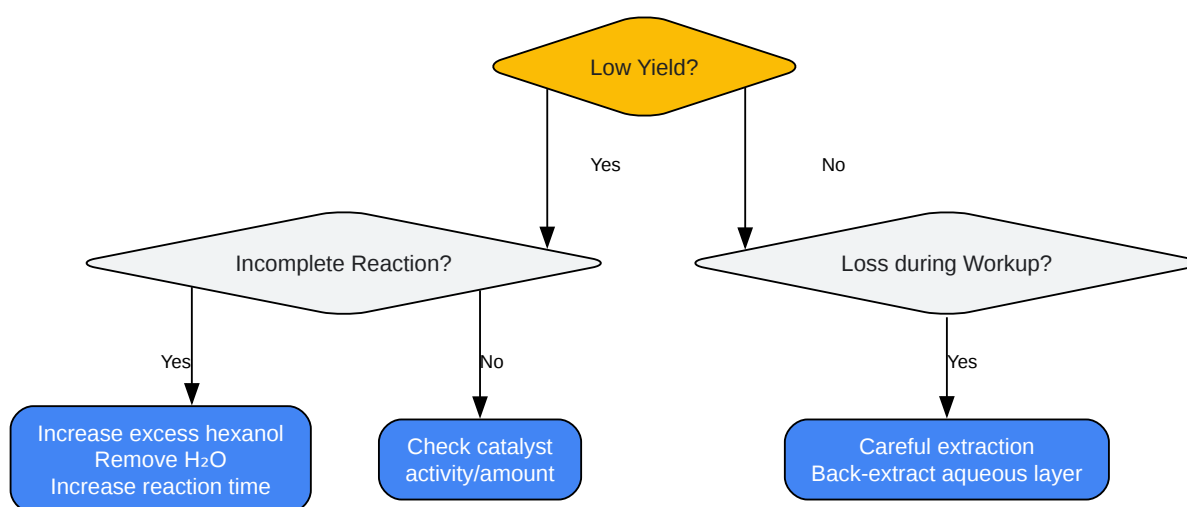 Low Yield?
Yes
No
Incomplete Reaction?
Loss during Workup?
Yes
No
Yes
Increase excess hexanol
Remove H₂O
Increase reaction time
Check catalyst
activity/amount
Careful extraction
Back-extract aqueous layer